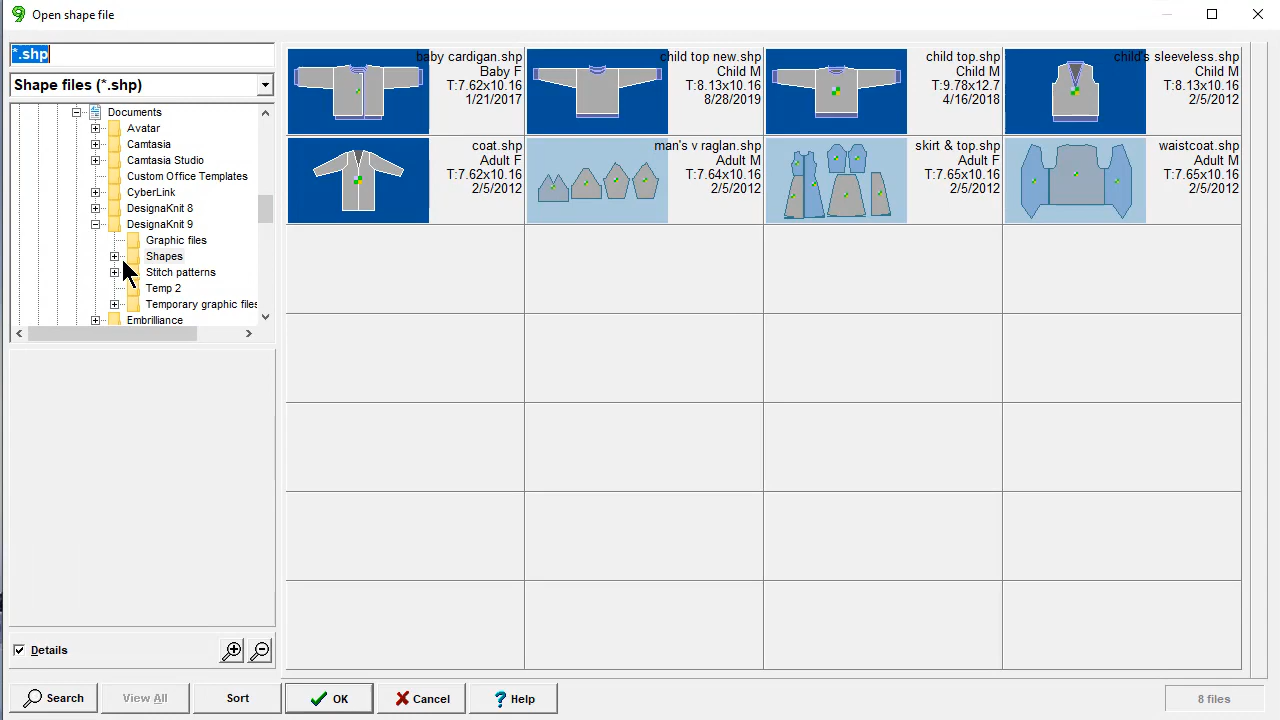 Open shape file
*.shp
Shape files (*.shp)
Documents
Avatar
Camtasia
Camtasia Studio
Custom Office Templates
CyberLink
DesignaKnit 8
DesignaKnit 9
Graphic files
Shapes
Stitch patterns
Temp 2
Temporary graphic files
Embrilliance
baby cardigan.shp
Baby F
T:7.62x10.16
1/21/2017
child top new.shp
Child M
T:8.13x10.16
8/28/2019
child top.shp
Child M
T:9.78x12.7
4/16/2018
child's sleeveless.shp
Child M
T:8.13x10.16
2/5/2012
coat.shp
Adult F
T:7.62x10.16
2/5/2012
man's v raglan.shp
Adult M
T:7.64x10.16
2/5/2012
skirt & top.shp
Adult F
T:7.65x10.16
2/5/2012
waistcoat.shp
Adult M
T:7.65x10.16
2/5/2012
Details
Search
View All
Sort
OK
Cancel
Help
8 files